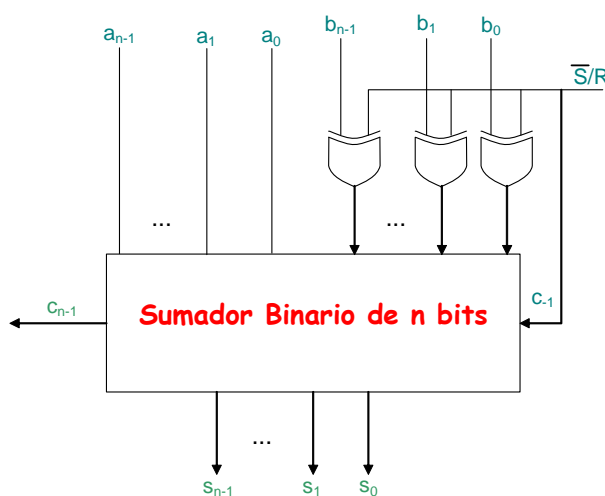 aₙ₋₁ a₁ a₀ bₙ₋₁ b₁ b₀ S̅/R
... ...
cₙ₋₁ Sumador Binario de n bits c₋₁
...
sₙ₋₁ s₁ s₀